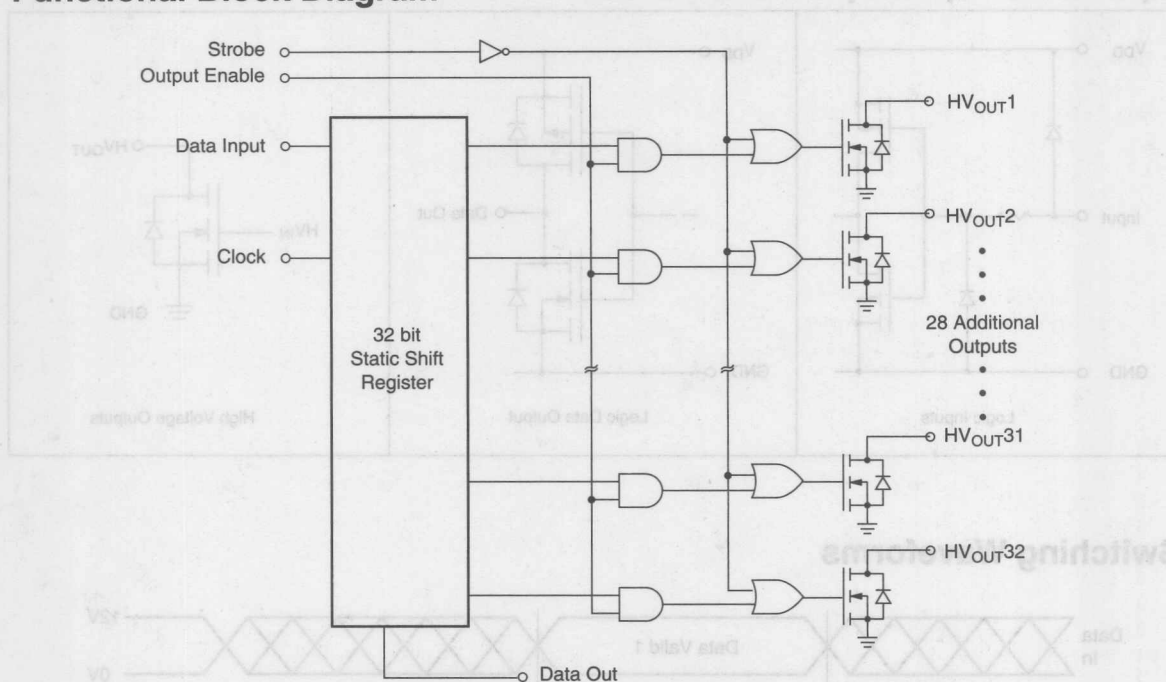 Functional Block Diagram
Strobe
Output Enable
Data Input
Clock
32 bit
Static Shift
Register
Data Out
HVOUT1
HVOUT2
28 Additional
Outputs
HVOUT31
HVOUT32
VDD
Input
GND
Logic Inputs
VDD
Data Out
GND
Logic Data Output
HVOUT
HVIN
GND
High Voltage Outputs
Switching Waveforms
Data
In
Data Valid 1
12V
0V